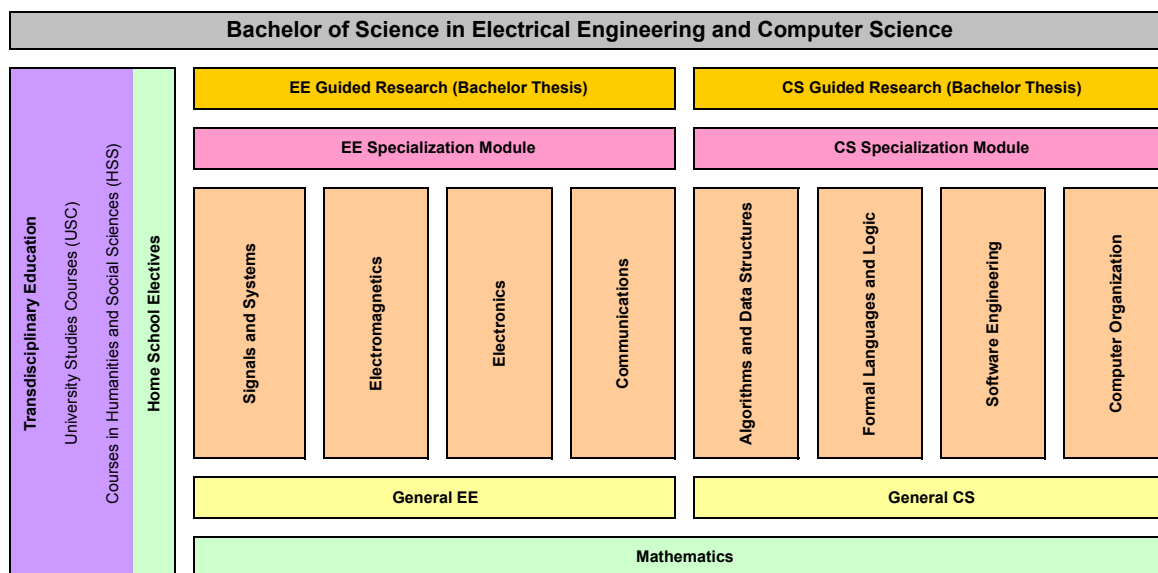 Bachelor of Science in Electrical Engineering and Computer Science
Transdisciplinary Education
University Studies Courses (USC)
Courses in Humanities and Social Sciences (HSS)
Home School Electives
EE Guided Research (Bachelor Thesis)
CS Guided Research (Bachelor Thesis)
EE Specialization Module
CS Specialization Module
Signals and Systems
Electromagnetics
Electronics
Communications
Algorithms and Data Structures
Formal Languages and Logic
Software Engineering
Computer Organization
General EE
General CS
Mathematics